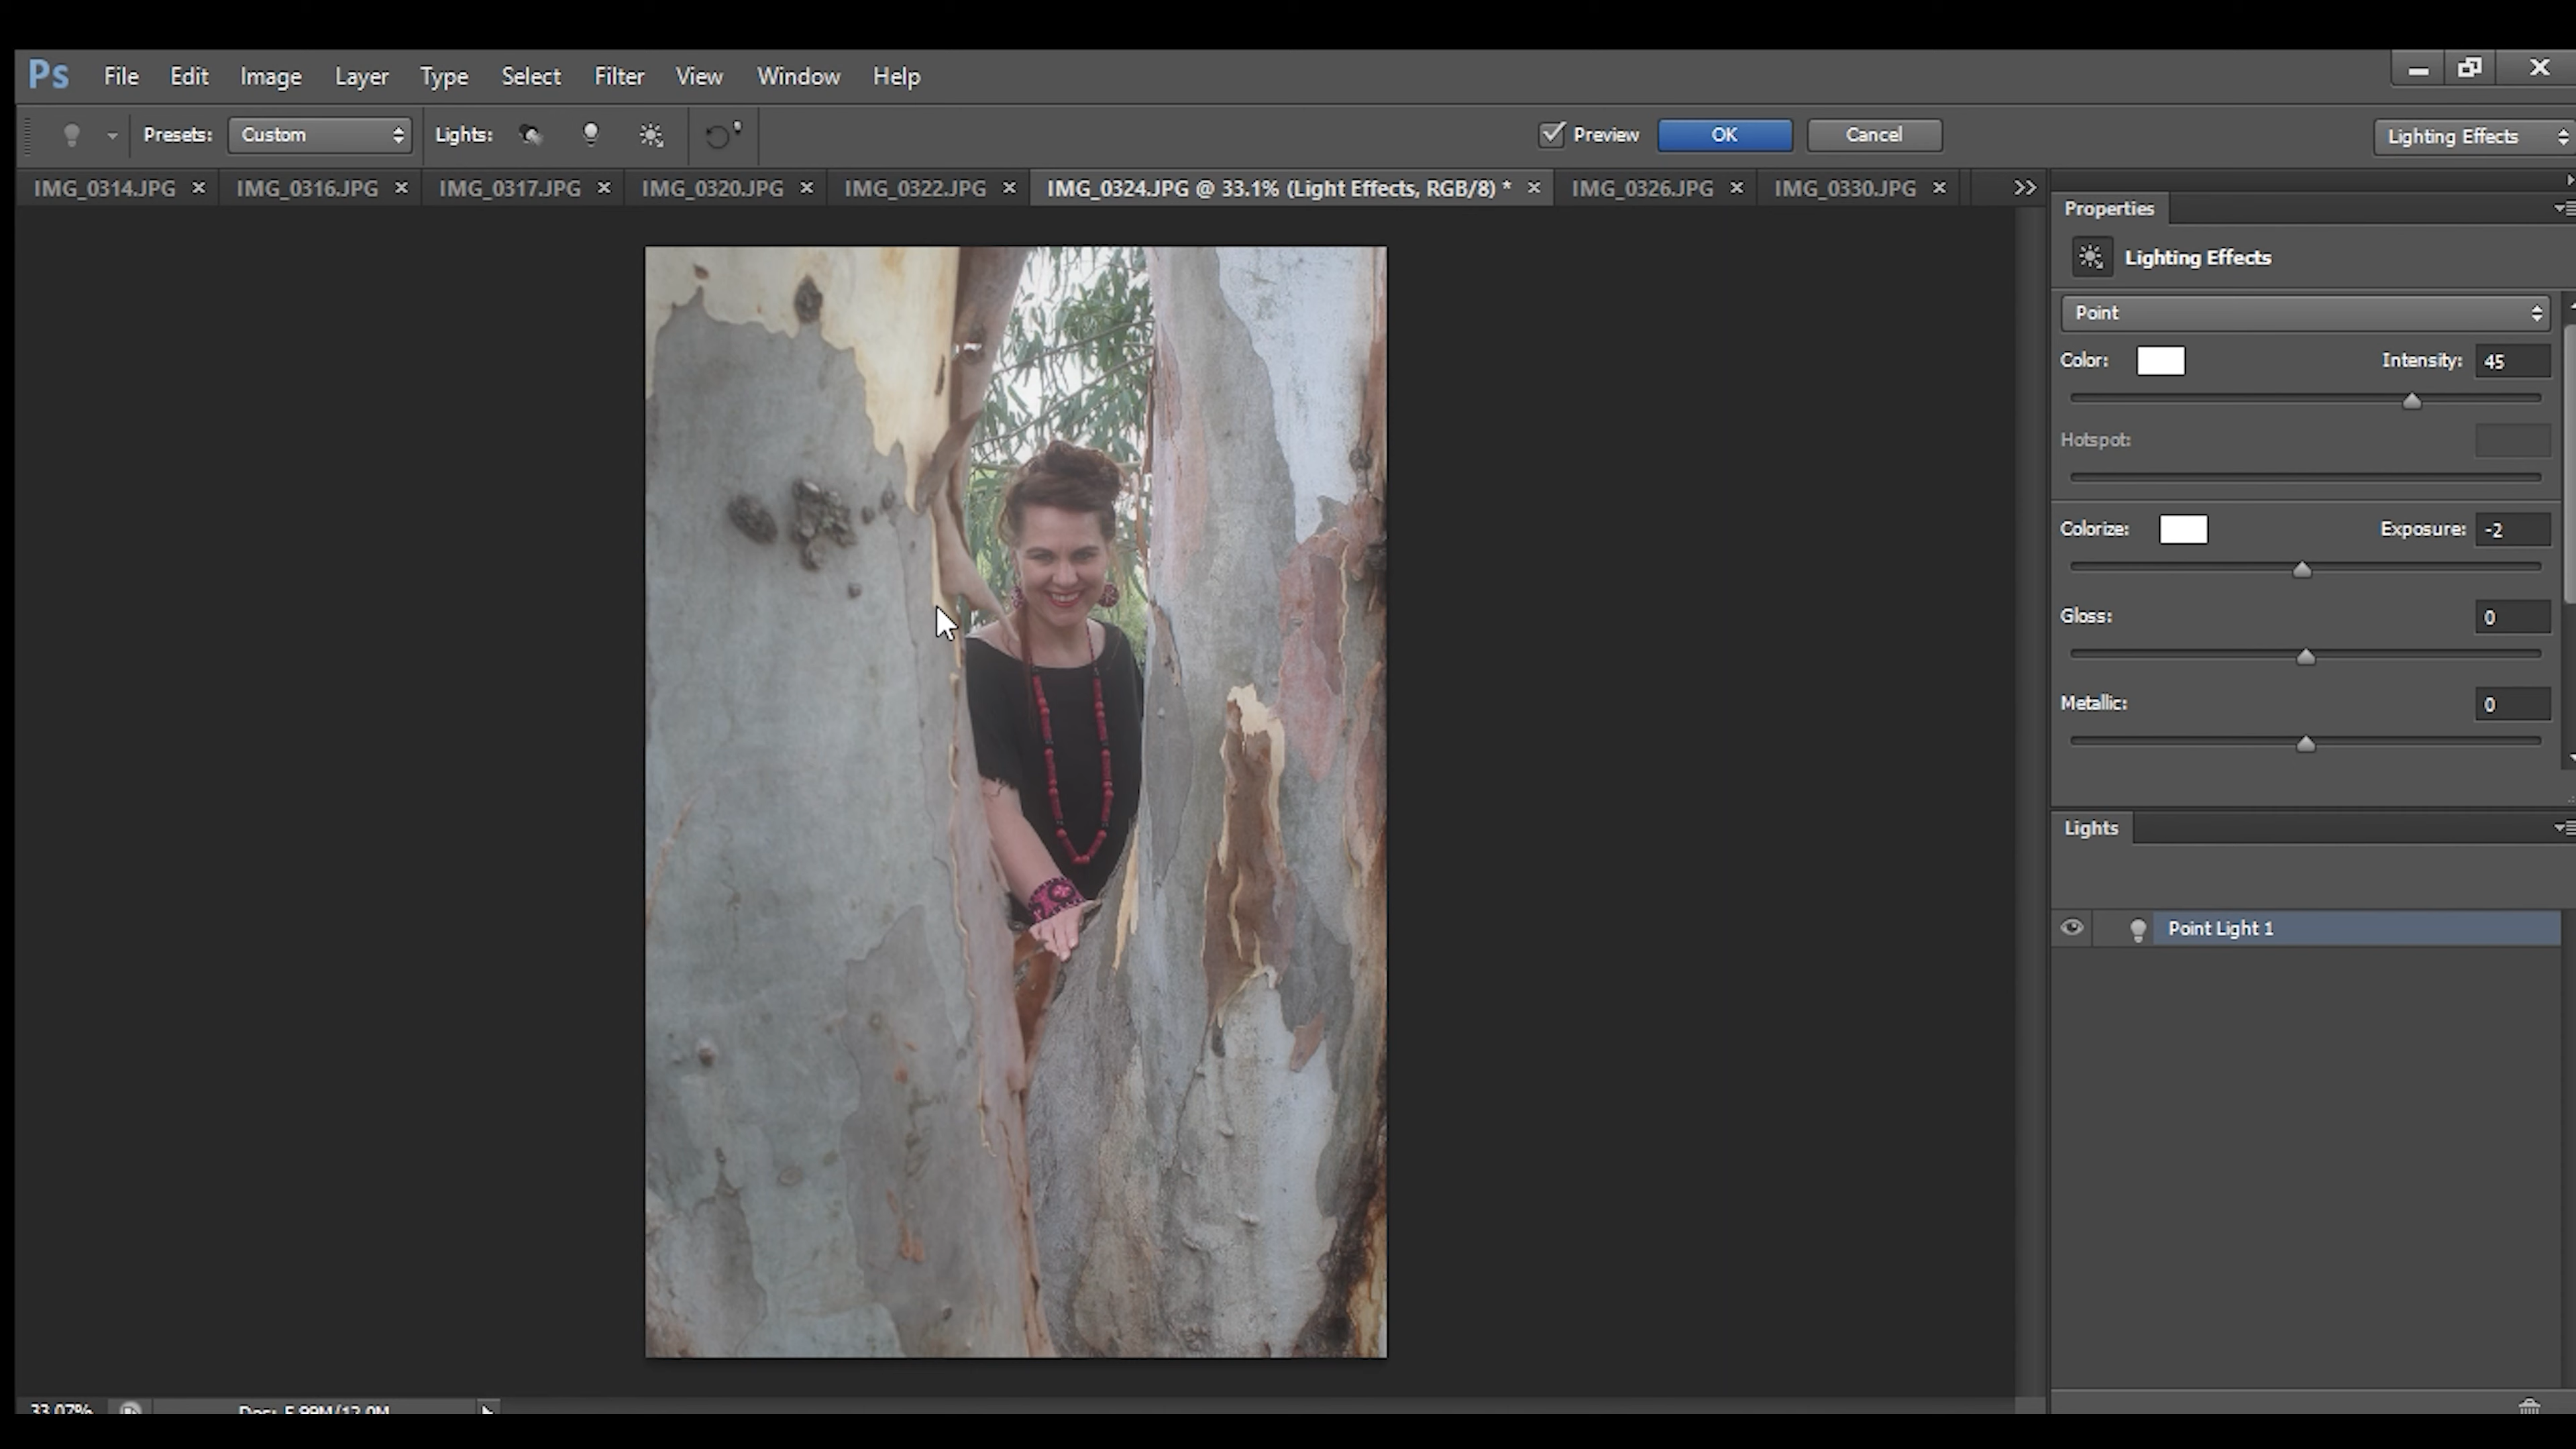 Ps File Edit Image Layer Type Select Filter View Window Help
Presets: Custom Lights: Preview OK Cancel Lighting Effects
IMG_0314.JPG IMG_0316.JPG IMG_0317.JPG IMG_0320.JPG IMG_0322.JPG IMG_0324.JPG @ 33.1% (Light Effects, RGB/8) * IMG_0326.JPG IMG_0330.JPG
Properties
Lighting Effects
Point
Color: Intensity: 45
Hotspot:
Colorize: Exposure: -2
Gloss: 0
Metallic: 0
Lights
Point Light 1
33.07% Doc: 5.99M/12.0M